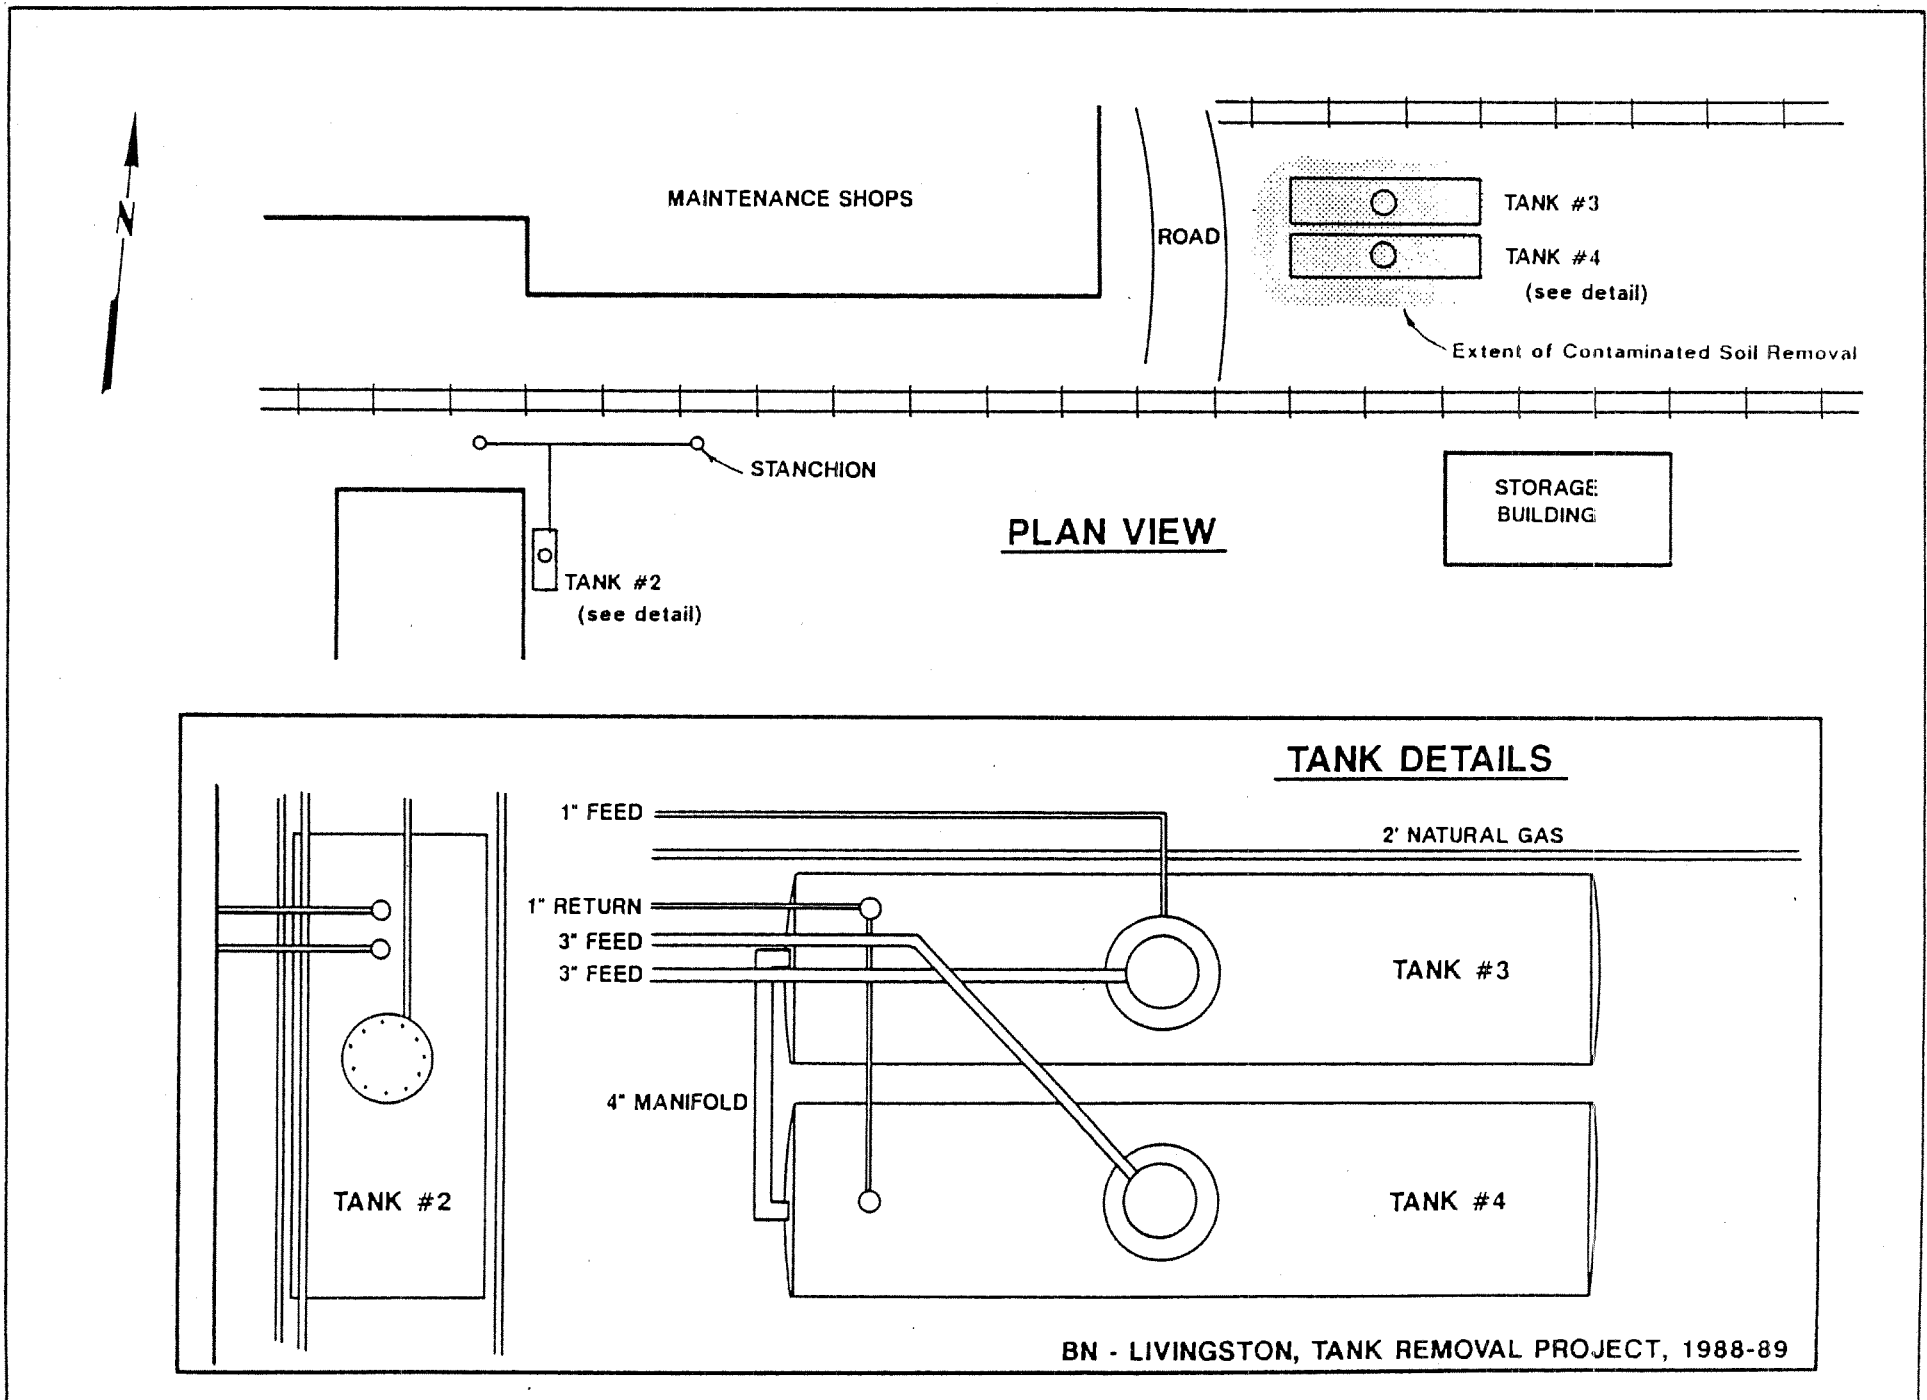 N
MAINTENANCE SHOPS
ROAD
TANK #3
TANK #4
(see detail)
Extent of Contaminated Soil Removal
STANCHION
STORAGE
BUILDING
PLAN VIEW
TANK #2
(see detail)
TANK DETAILS
1" FEED
2' NATURAL GAS
1" RETURN
3" FEED
3" FEED
TANK #3
4" MANIFOLD
TANK #2
TANK #4
BN - LIVINGSTON, TANK REMOVAL PROJECT, 1988-89